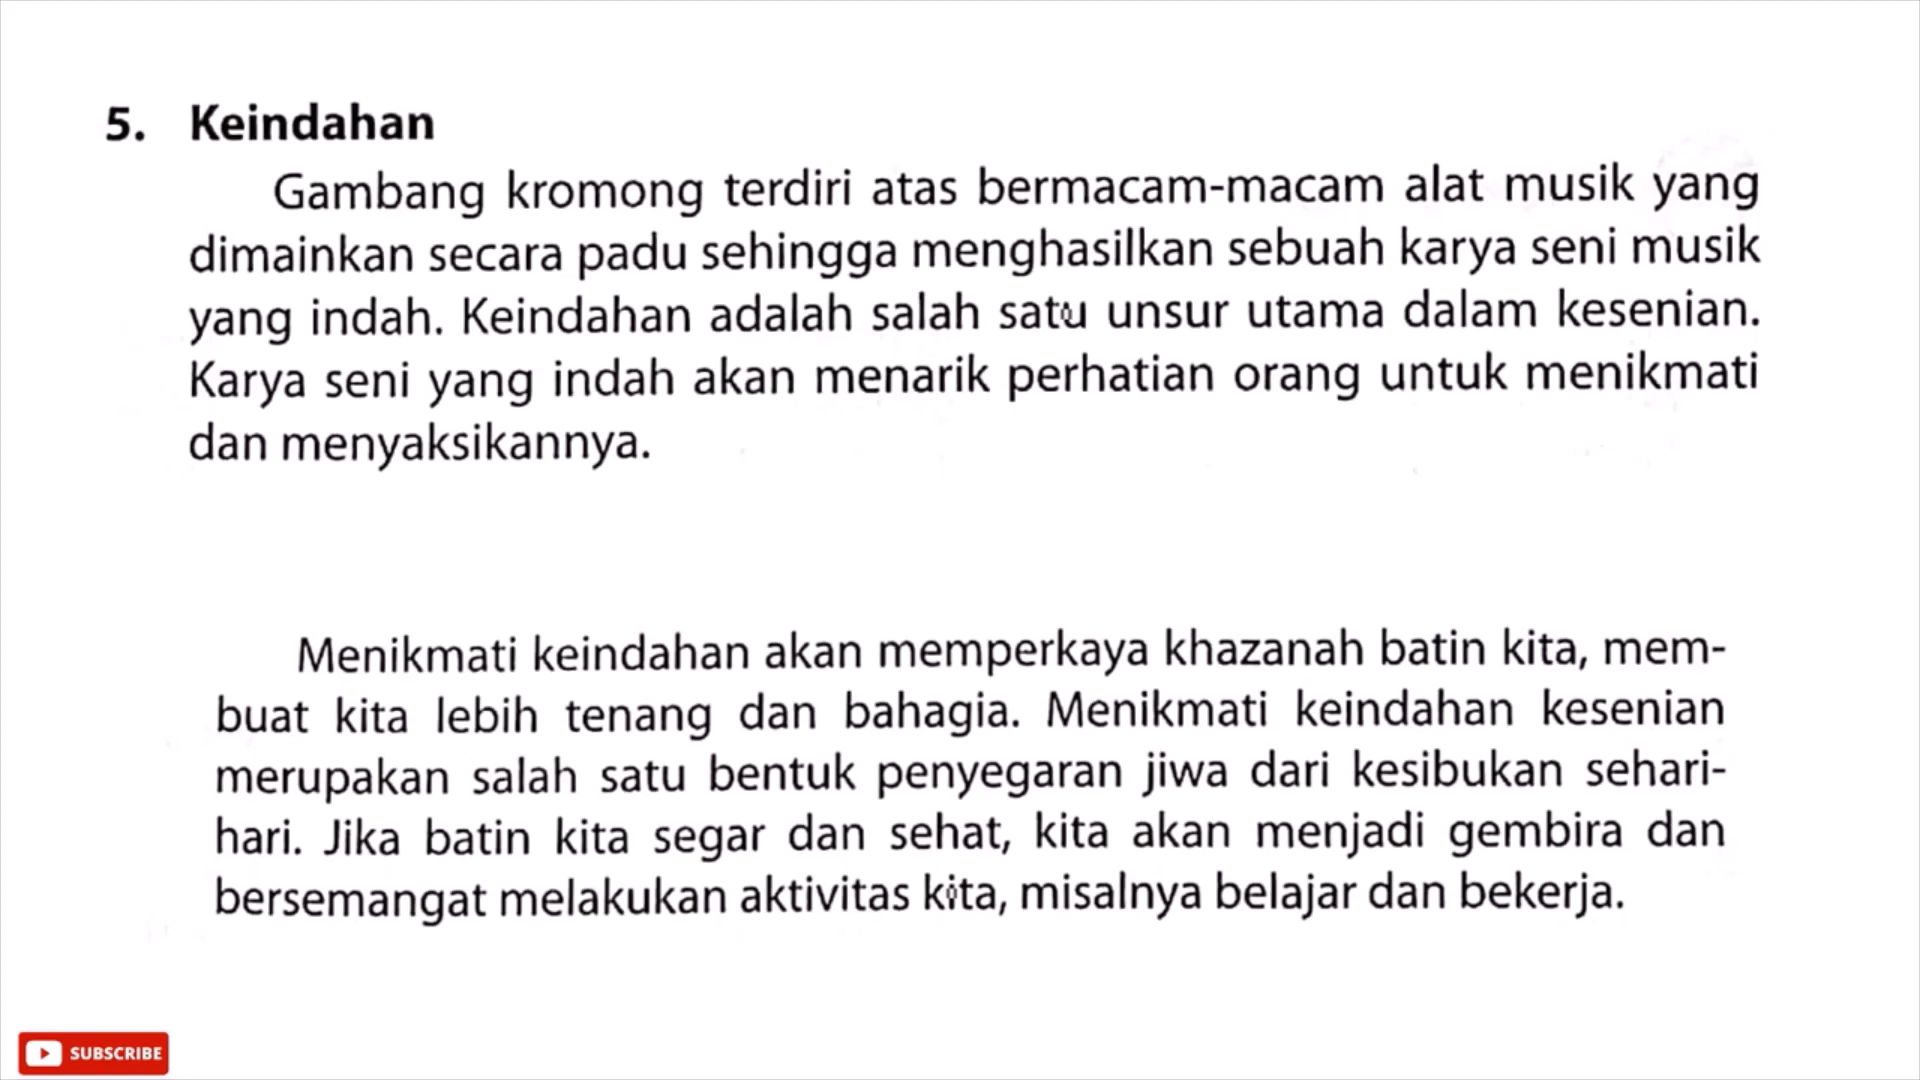 5. Keindahan
Gambang kromong terdiri atas bermacam-macam alat musik yang
dimainkan secara padu sehingga menghasilkan sebuah karya seni musik
yang indah. Keindahan adalah salah satu unsur utama dalam kesenian.
Karya seni yang indah akan menarik perhatian orang untuk menikmati
dan menyaksikannya.
Menikmati keindahan akan memperkaya khazanah batin kita, mem-
buat kita lebih tenang dan bahagia. Menikmati keindahan kesenian
merupakan salah satu bentuk penyegaran jiwa dari kesibukan sehari-
hari. Jika batin kita segar dan sehat, kita akan menjadi gembira dan
bersemangat melakukan aktivitas kita, misalnya belajar dan bekerja.
SUBSCRIBE